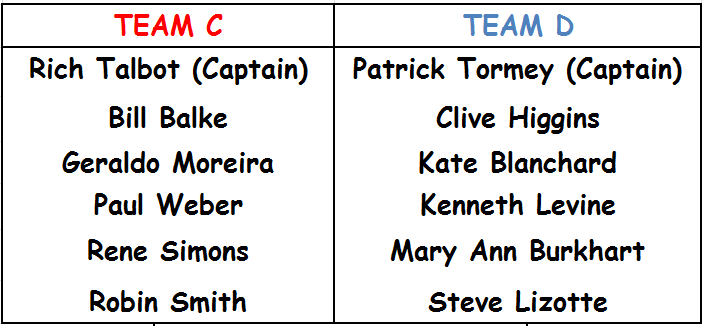 TEAM C TEAM D
Rich Talbot (Captain) Patrick Tormey (Captain)
Bill Balke Clive Higgins
Geraldo Moreira Kate Blanchard
Paul Weber Kenneth Levine
Rene Simons Mary Ann Burkhart
Robin Smith Steve Lizotte